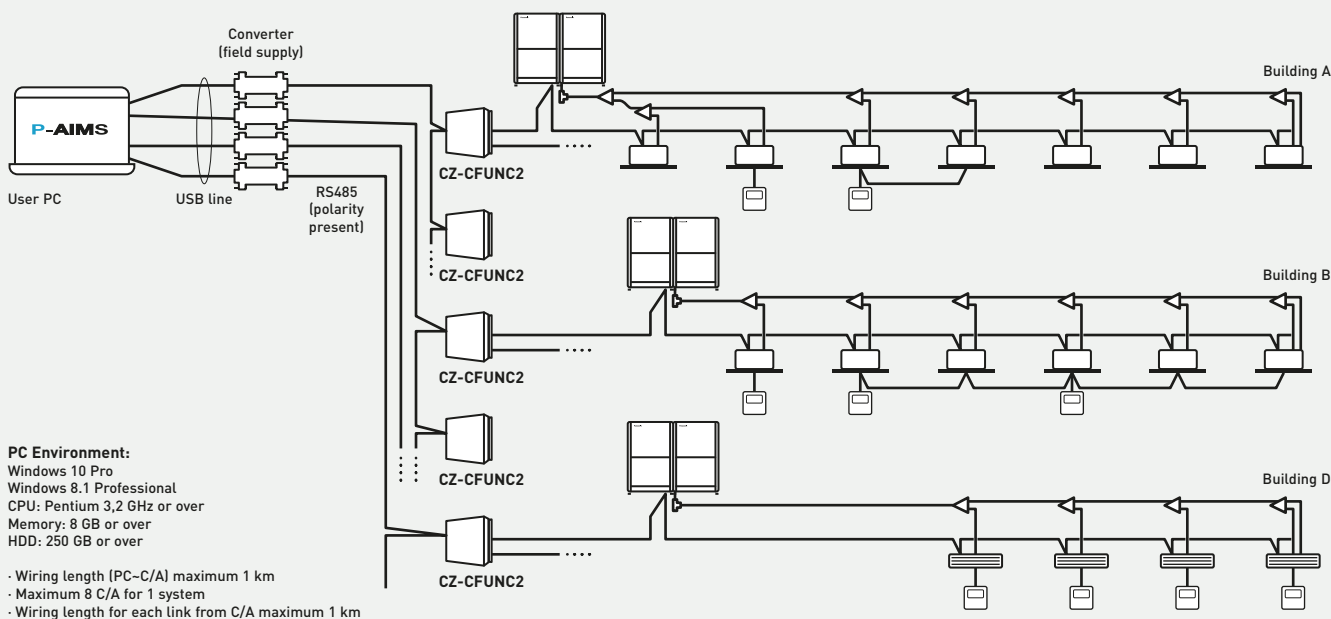 Converter
(field supply)
Building A
P-AIMS
CZ-CFUNC2
User PC
USB line
RS485
(polarity
present)
CZ-CFUNC2
Building B
CZ-CFUNC2
PC Environment:
Windows 10 Pro
Windows 8.1 Professional
CPU: Pentium 3,2 GHz or over
Memory: 8 GB or over
HDD: 250 GB or over
CZ-CFUNC2
Building D
CZ-CFUNC2
· Wiring length (PC~C/A) maximum 1 km
· Maximum 8 C/A for 1 system
· Wiring length for each link from C/A maximum 1 km